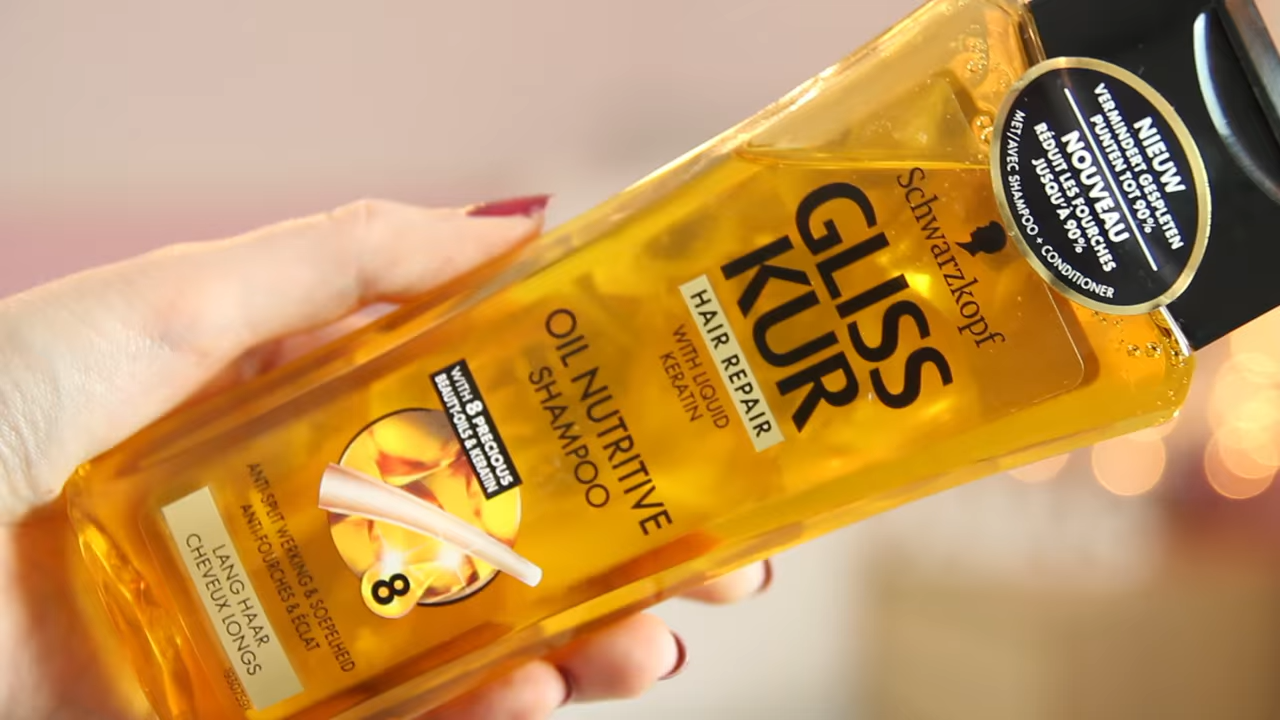 Schwarzkopf
GLISS
KUR
HAIR REPAIR
WITH LIQUID
KERATIN
OIL NUTRITIVE
SHAMPOO
WITH 8 PRECIOUS
BEAUTY-OILS & KERATIN
8
ANTI-SPLIT WERKING & SOEPELHEID
ANTI-FOURCHES & ÉCLAT
LANG HAAR
CHEVEUX LONGS
NIEUW
VERMINDERT GESPLETEN
PUNTEN TOT 90%
NOUVEAU
RÉDUIT LES FOURCHES
JUSQU'À 90%
MET/AVEC SHAMPOO + CONDITIONER